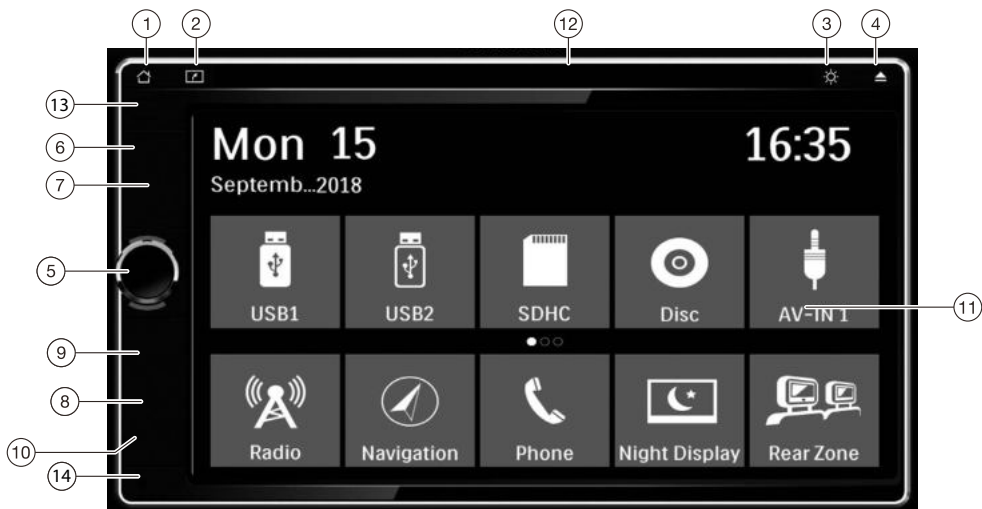 1 2 12 3 4
13
Mon 15 16:35
6
7
Septemb...2018
5
USB1 USB2 SDHC Disc AV-IN 1
11
9
8
10
Radio Navigation Phone Night Display Rear Zone
14